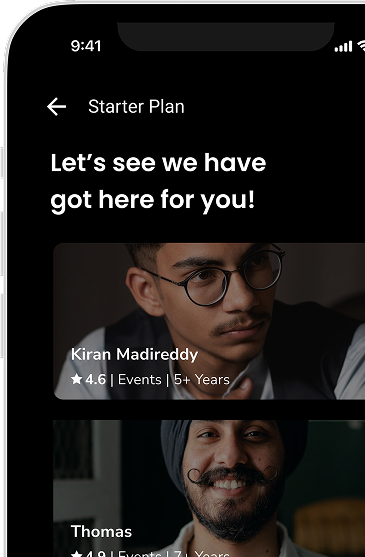 9:41
Starter Plan
Let’s see we have
got here for you!
Kiran Madireddy
★ 4.6 | Events | 5+ Years
Thomas
★ 4.9 | Events | 7+ Years